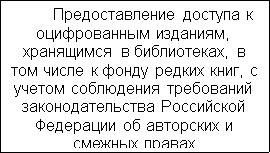 Предоставление доступа к
оцифрованным изданиям,
хранящимся в библиотеках, в
том числе к фонду редких книг, с
учетом соблюдения требований
законодательства Российской
Федерации об авторских и
смежных правах